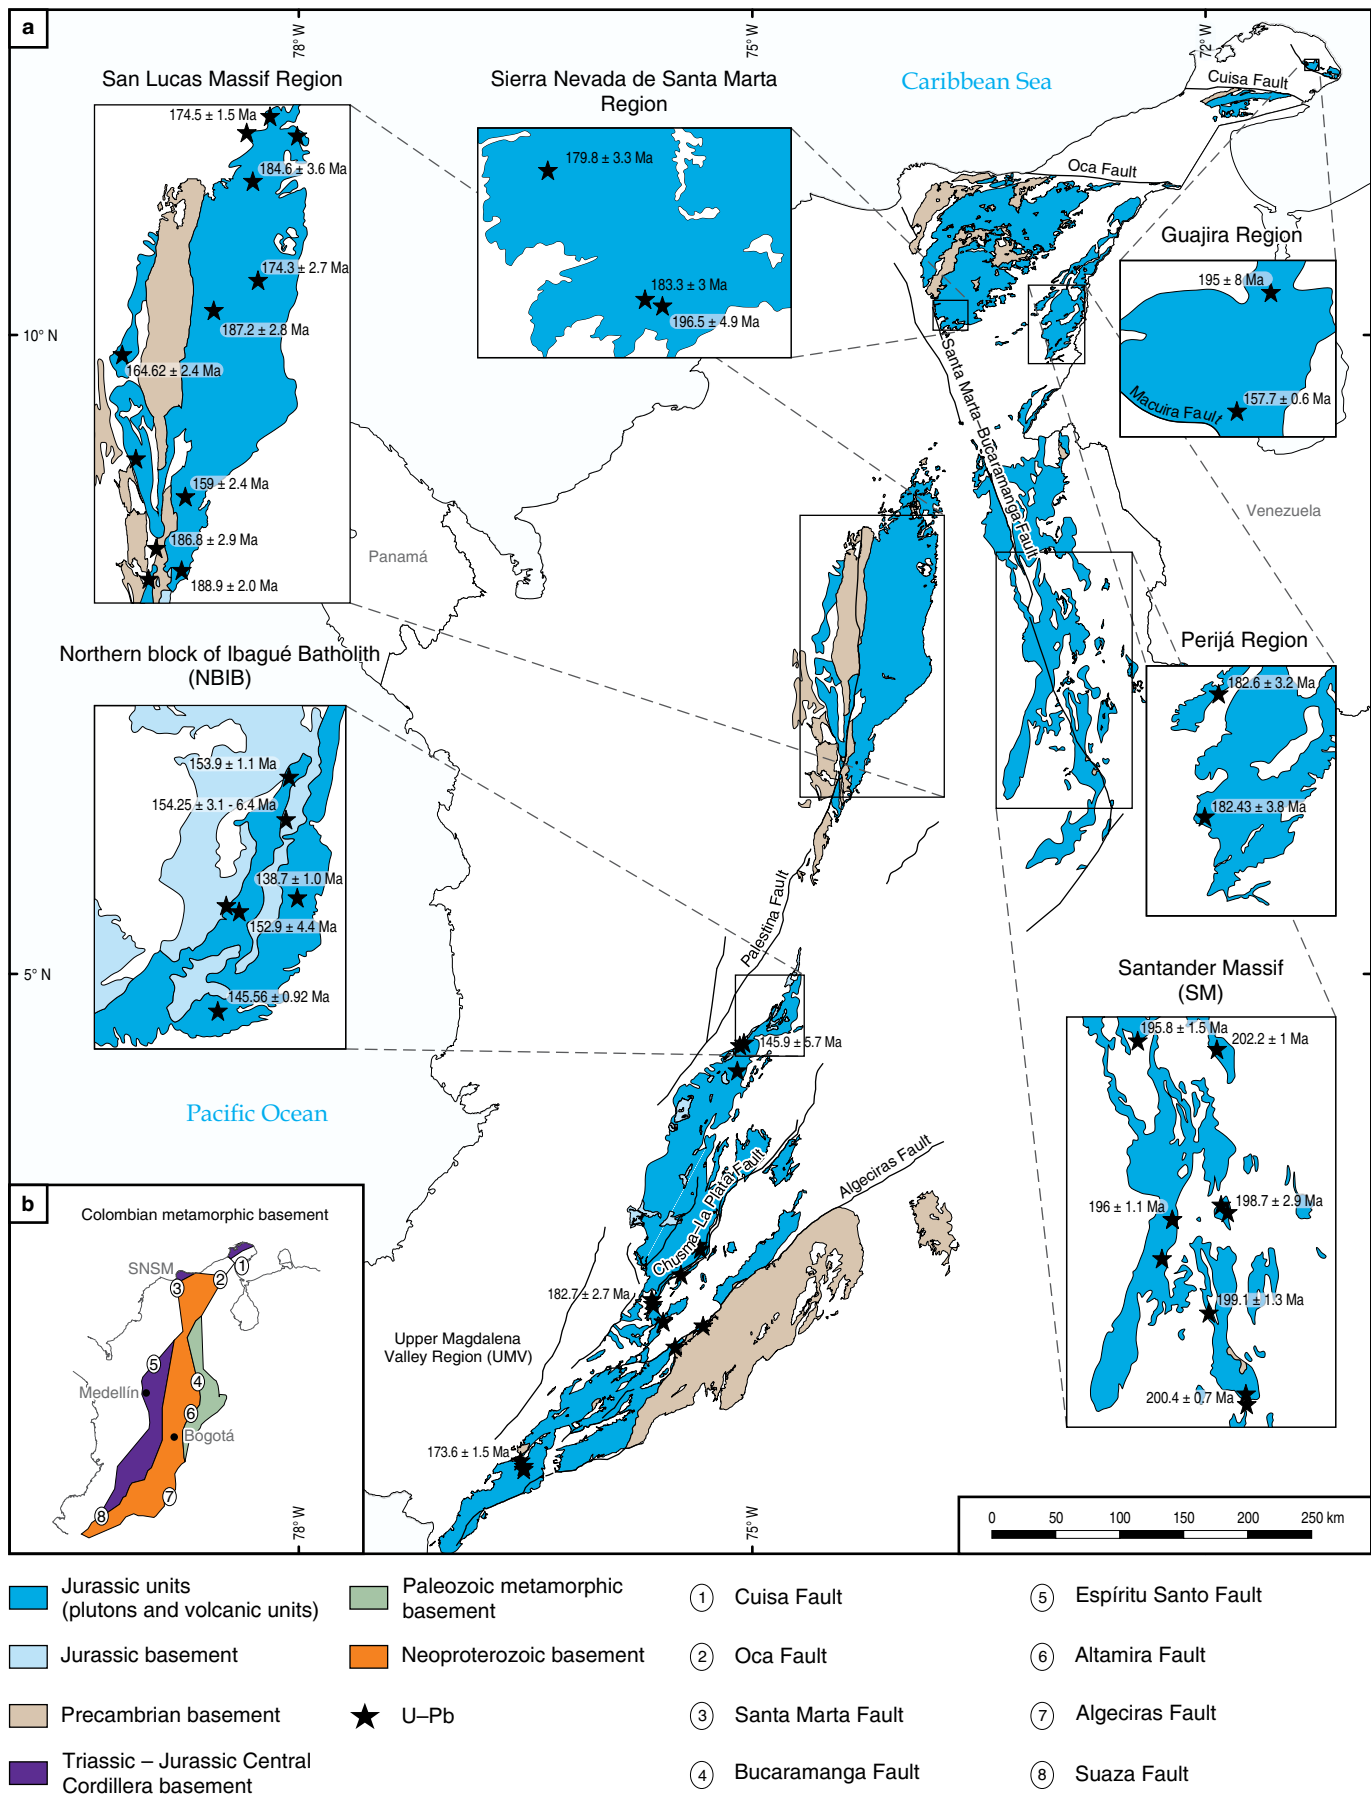 a
78° W
75° W
72° W
San Lucas Massif Region
Sierra Nevada de Santa Marta
Region
Caribbean Sea
Cuisa Fault
Oca Fault
174.5 ± 1.5 Ma
184.6 ± 3.6 Ma
174.3 ± 2.7 Ma
187.2 ± 2.8 Ma
164.62 ± 2.4 Ma
159 ± 2.4 Ma
186.8 ± 2.9 Ma
188.9 ± 2.0 Ma
179.8 ± 3.3 Ma
183.3 ± 3 Ma
196.5 ± 4.9 Ma
Guajira Region
195 ± 8 Ma
157.7 ± 0.6 Ma
Macuira Fault
10° N
Santa Marta–Bucaramanga Fault
Venezuela
Panamá
Perijá Region
182.6 ± 3.2 Ma
182.43 ± 3.8 Ma
Northern block of Ibagué Batholith
(NBIB)
153.9 ± 1.1 Ma
154.25 ± 3.1 - 6.4 Ma
138.7 ± 1.0 Ma
152.9 ± 4.4 Ma
145.56 ± 0.92 Ma
Palestina Fault
5° N
Santander Massif
(SM)
195.8 ± 1.5 Ma
202.2 ± 1 Ma
196 ± 1.1 Ma
198.7 ± 2.9 Ma
199.1 ± 1.3 Ma
200.4 ± 0.7 Ma
145.9 ± 5.7 Ma
Pacific Ocean
Chusma–La Plata Fault
Algeciras Fault
182.7 ± 2.7 Ma
Upper Magdalena
Valley Region (UMV)
173.6 ± 1.5 Ma
b
Colombian metamorphic basement
SNSM
1
2
3
5
4
Medellín
6
Bogotá
7
8
78° W
75° W
0 50 100 150 200 250 km
Jurassic units
(plutons and volcanic units)
Jurassic basement
Precambrian basement
Triassic – Jurassic Central
Cordillera basement
Paleozoic metamorphic
basement
Neoproterozoic basement
U–Pb
1 Cuisa Fault
2 Oca Fault
3 Santa Marta Fault
4 Bucaramanga Fault
5 Espíritu Santo Fault
6 Altamira Fault
7 Algeciras Fault
8 Suaza Fault